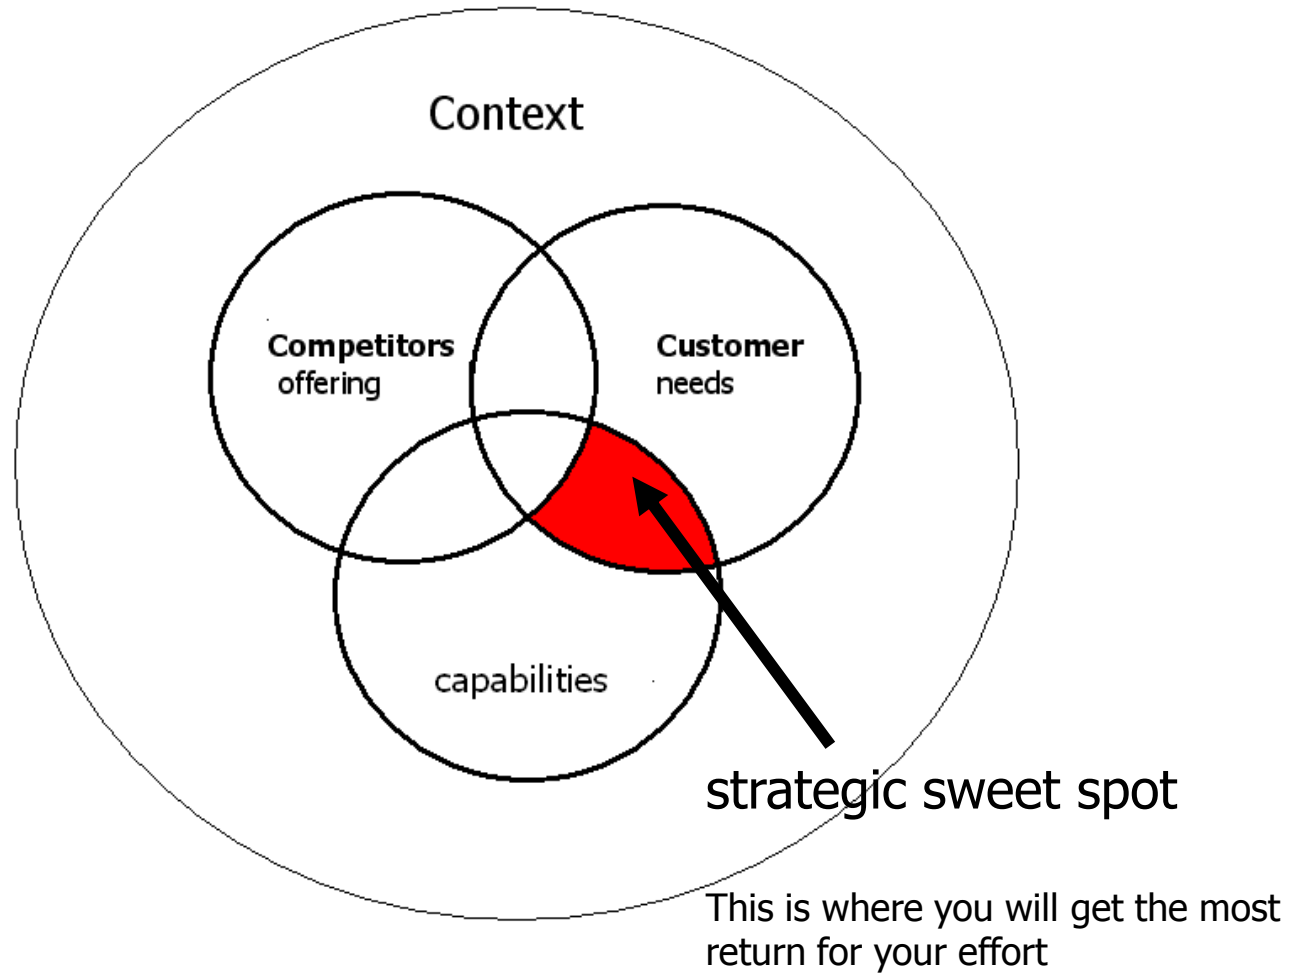 Context
Competitors
offering
Customer
needs
capabilities
strategic sweet spot
This is where you will get the most
return for your effort